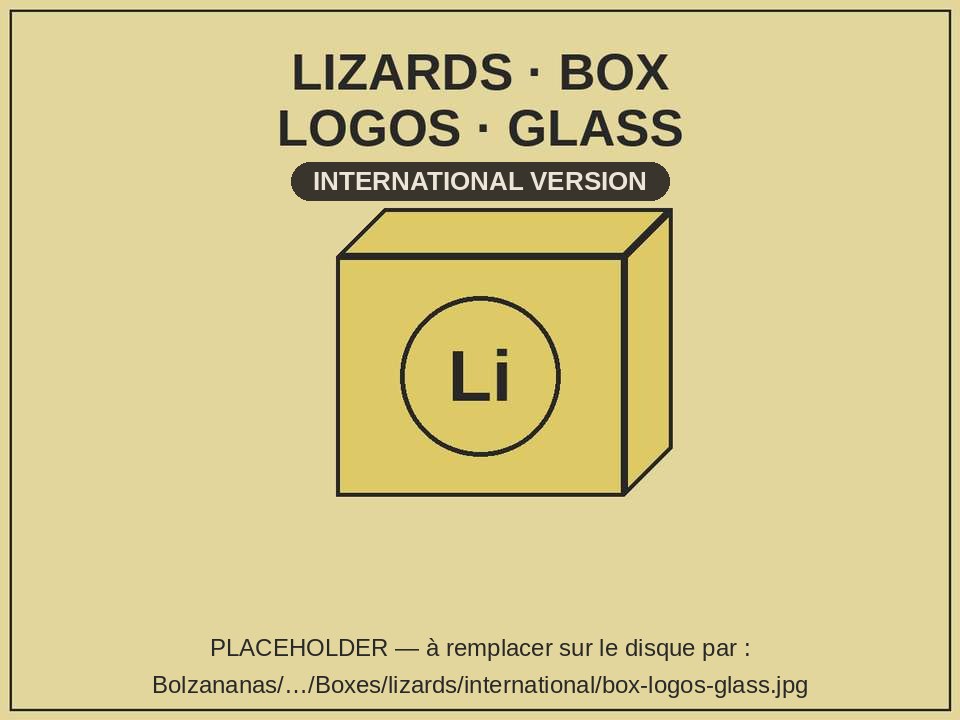 LIZARDS · BOX
LOGOS · GLASS
INTERNATIONAL VERSION
Li
PLACEHOLDER — à remplacer sur le disque par :
Bolzananas/…/Boxes/lizards/international/box-logos-glass.jpg